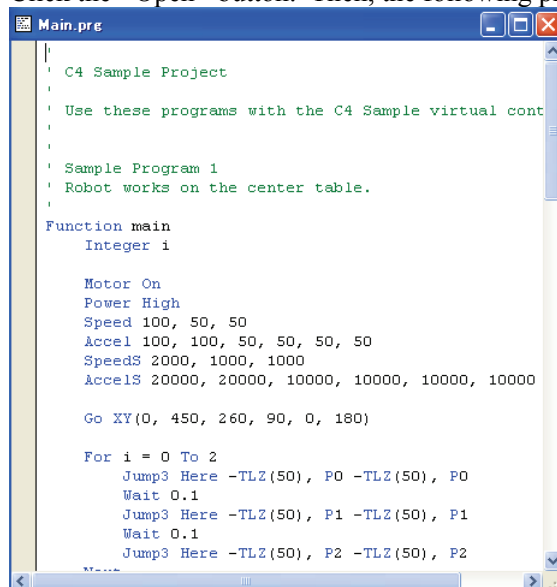 Main.prg
'
' C4 Sample Project
'
' Use these programs with the C4 Sample virtual cont
'
'
' Sample Program 1
' Robot works on the center table.
'
Function main
Integer i
Motor On
Power High
Speed 100, 50, 50
Accel 100, 100, 50, 50, 50, 50
SpeedS 2000, 1000, 1000
AccelS 20000, 20000, 10000, 10000, 10000, 10000
Go XY(0, 450, 260, 90, 0, 180)
For i = 0 To 2
Jump3 Here -TLZ(50), P0 -TLZ(50), P0
Wait 0.1
Jump3 Here -TLZ(50), P1 -TLZ(50), P1
Wait 0.1
Jump3 Here -TLZ(50), P2 -TLZ(50), P2